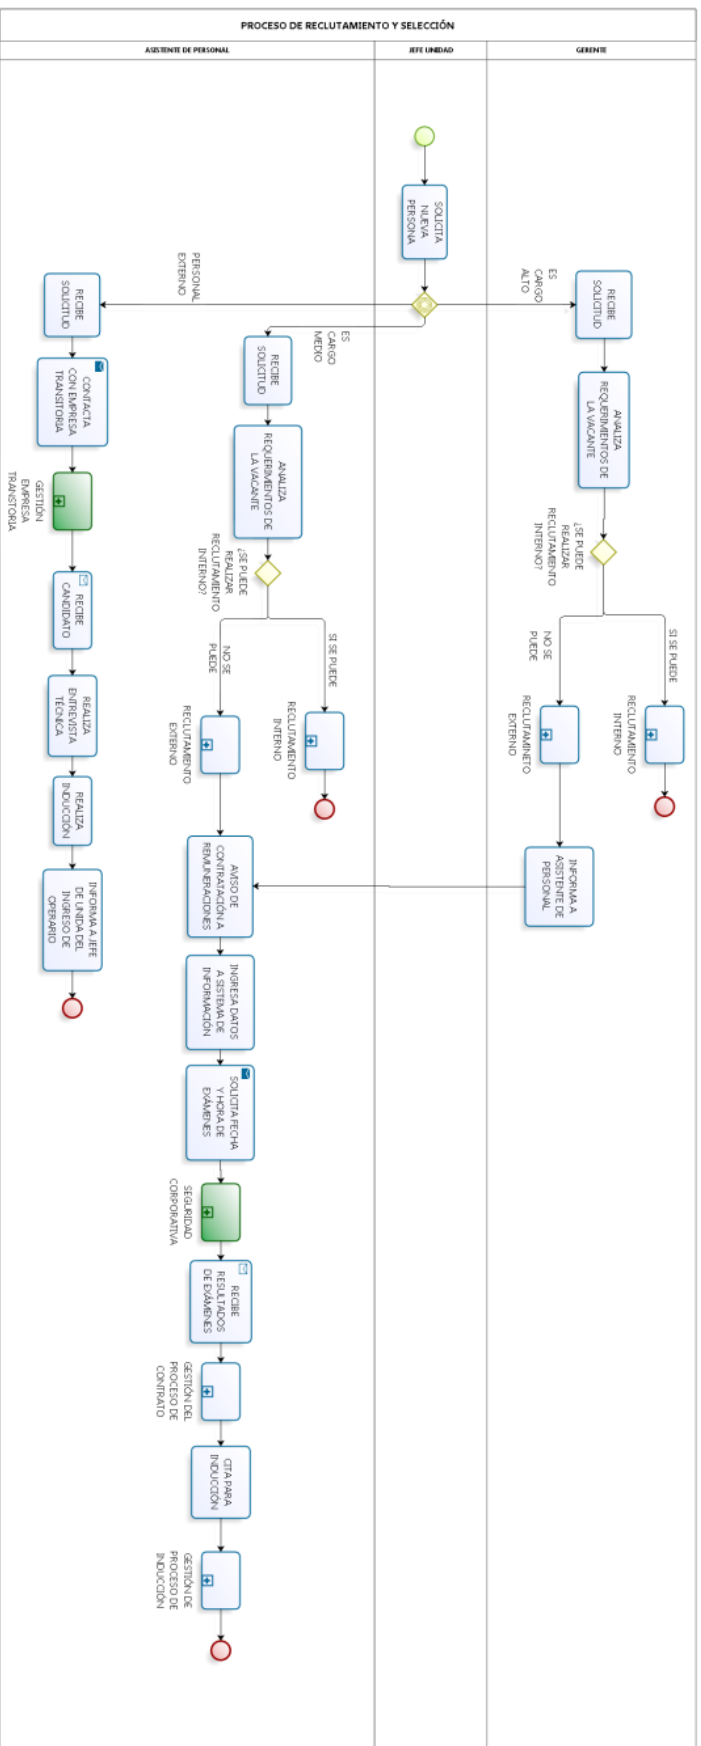 PROCESO DE RECLUTAMIENTO Y SELECCIÓN
ASISTENTE DE PERSONAL
JEFE UNIDAD
GERENTE
SOLICITA
NUEVA
PERSONA
PERSONAL
EXTERNO
ES
CARGO
MEDIO
ES
CARGO
ALTO
RECIBE
SOLICITUD
CONTACTA
CON EMPRESA
TRANSITORIA
GESTIÓN
EMPRESA
TRANSTORIA
RECIBE
CANDIDATO
REALIZA
ENTREVISTA
TÉCNICA
REALIZA
INDUCCIÓN
INFORMA A JEFE
DE UNIDA DEL
INGRESO DE
OPERARIO
RECIBE
SOLICITUD
ANALIZA
REQUERIMIENTOS DE
LA VACANTE
¿SE PUEDE
REALIZAR
RECLUTAMIENTO
INTERNO?
NO SE
PUEDE
SI SE PUEDE
RECLUTAMIENTO
EXTERNO
RECLUTAMIENTO
INTERNO
RECIBE
SOLICITUD
ANALIZA
REQUERIMIENTOS DE
LA VACANTE
¿SE PUEDE
REALIZAR
RECLUTAMIENTO
INTERNO?
NO SE
PUEDE
SI SE PUEDE
RECLUTAMINETO
EXTERNO
RECLUTAMIENTO
INTERNO
INFORMA A
ASISTENTE DE
PERSONAL
AVISO DE
CONTRATACIÓN A
REMUNERACIONES
INGRESA DATOS
A SISTEMA DE
INFORMACIÓN
SOLICITA FECHA
Y HORA DE
EXÁMENES
SEGURIDAD
CORPORATIVA
RECIBE
RESULTADOS
DE EXÁMENES
GESTIÓN DEL
PROCESO DE
CONTRATO
CITA PARA
INDUCCIÓN
GESTIÓN DE
PROCESO DE
INDUCCIÓN